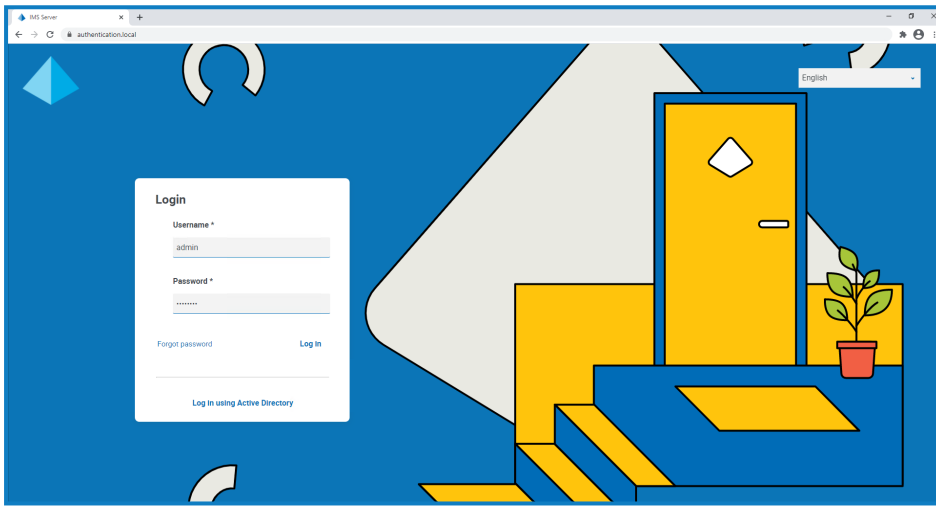 IMS Server
authentication.local
English
Login
Username *
admin
Password *
••••••••
Forgot password
Log in
Log in using Active Directory